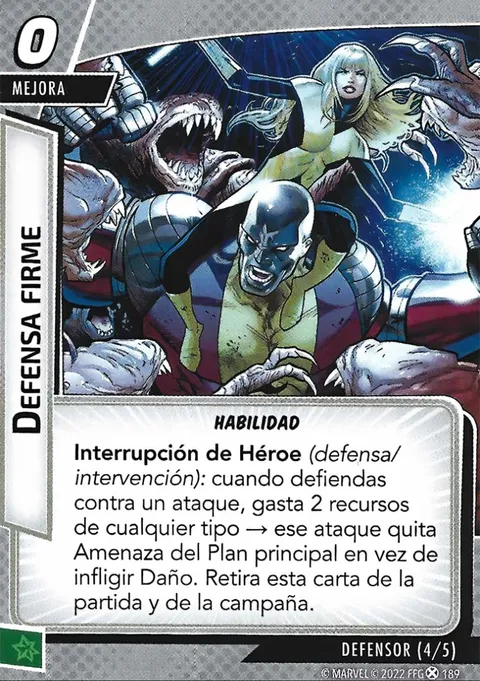 0
MEJORA
DEFENSA FIRME
HABILIDAD
Interrupción de Héroe (defensa/
intervención): cuando defiendas
contra un ataque, gasta 2 recursos
de cualquier tipo → ese ataque quita
Amenaza del Plan principal en vez de
infligir Daño. Retira esta carta de la
partida y de la campaña.
DEFENSOR (4/5)
© MARVEL © 2022 FFG 189